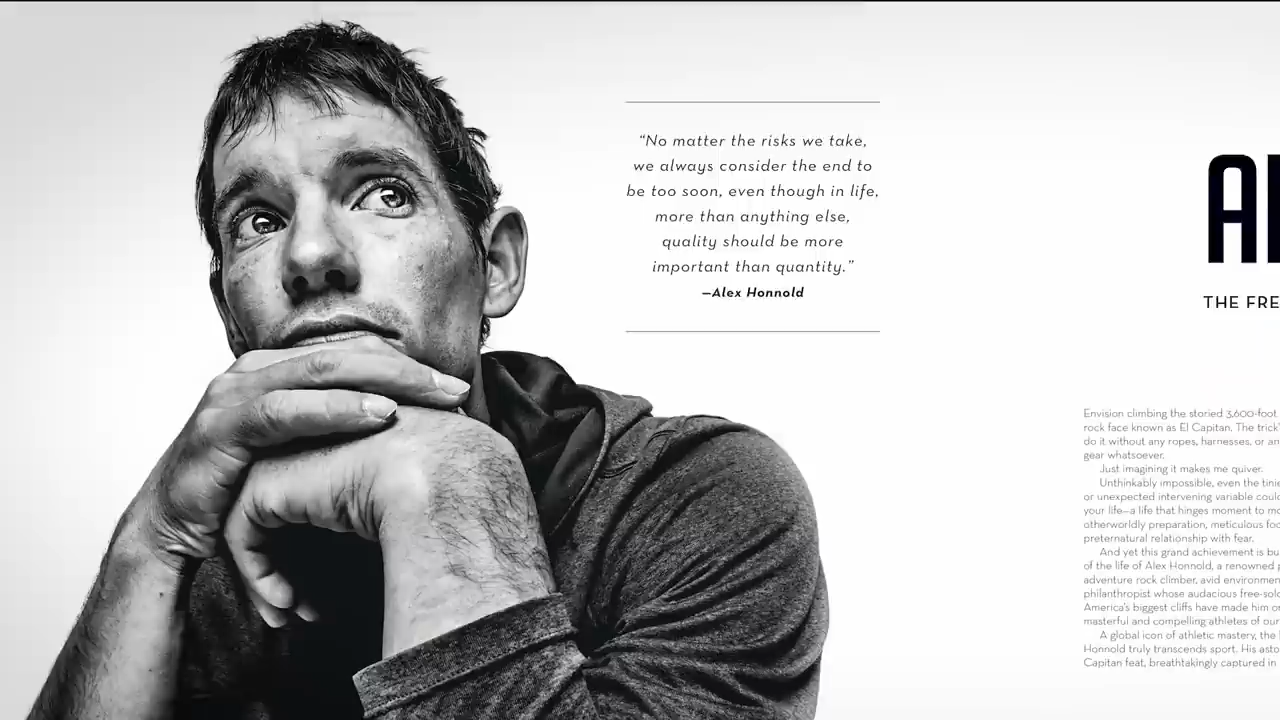 “No matter the risks we take,
we always consider the end to
be too soon, even though in life,
more than anything else,
quality should be more
important than quantity.”
—Alex Honnold
THE FRE
Envision climbing the storied 3,600-foot
rock face known as El Capitan. The trick?
do it without any ropes, harnesses, or an
gear whatsoever.
Just imagining it makes me quiver.
Unthinkably impossible, even the tinie
or unexpected intervening variable could
your life—a life that hinges moment to mo
otherworldly preparation, meticulous foc
preternatural relationship with fear.
And yet this grand achievement is bu
of the life of Alex Honnold, a renowned p
adventure rock climber, avid environmen
philanthropist whose audacious free-solo
America’s biggest cliffs have made him on
masterful and compelling athletes of our
A global icon of athletic mastery, the
Honnold truly transcends sport. His asto
Capitan feat, breathtakingly captured in